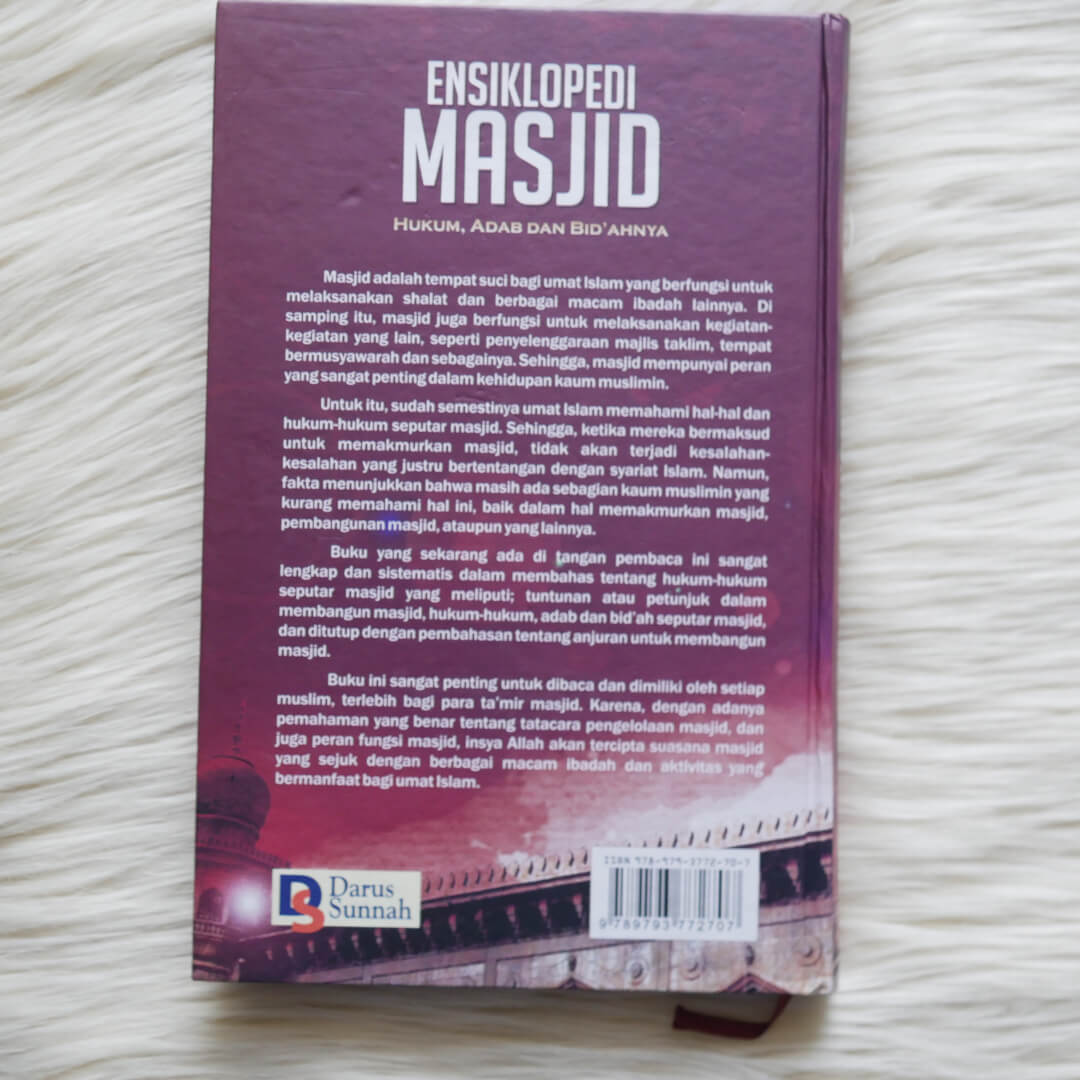 ENSIKLOPEDI
MASJID
HUKUM, ADAB DAN BID'AHNYA
Masjid adalah tempat suci bagi umat Islam yang berfungsi untuk
melaksanakan shalat dan berbagai macam ibadah lainnya. Di
samping itu, masjid juga berfungsi untuk melaksanakan kegiatan-
kegiatan yang lain, seperti penyelenggaraan majlis taklim, tempat
bermusyawarah dan sebagainya. Sehingga, masjid mempunyai peran
yang sangat penting dalam kehidupan kaum muslimin.
Untuk itu, sudah semestinya umat Islam memahami hal-hal dan
hukum-hukum seputar masjid. Sehingga, ketika mereka bermaksud
untuk memakmurkan masjid, tidak akan terjadi kesalahan-
kesalahan yang justru bertentangan dengan syariat Islam. Namun,
fakta menunjukkan bahwa masih ada sebagian kaum muslimin yang
kurang memahami hal ini, baik dalam hal memakmurkan masjid,
pembangunan masjid, ataupun yang lainnya.
Buku yang sekarang ada di tangan pembaca ini sangat
lengkap dan sistematis dalam membahas tentang hukum-hukum
seputar masjid yang meliputi; tuntunan atau petunjuk dalam
membangun masjid, hukum-hukum, adab dan bid'ah seputar masjid,
dan ditutup dengan pembahasan tentang anjuran untuk membangun
masjid.
Buku ini sangat penting untuk dibaca dan dimiliki oleh setiap
muslim, terlebih bagi para ta'mir masjid. Karena, dengan adanya
pemahaman yang benar tentang tatacara pengelolaan masjid, dan
juga peran fungsi masjid, insya Allah akan tercipta suasana masjid
yang sejuk dengan berbagai macam ibadah dan aktivitas yang
bermanfaat bagi umat Islam.
DS Darus
Sunnah
ISBN 978-979-3772-70-7
9 789793 772707